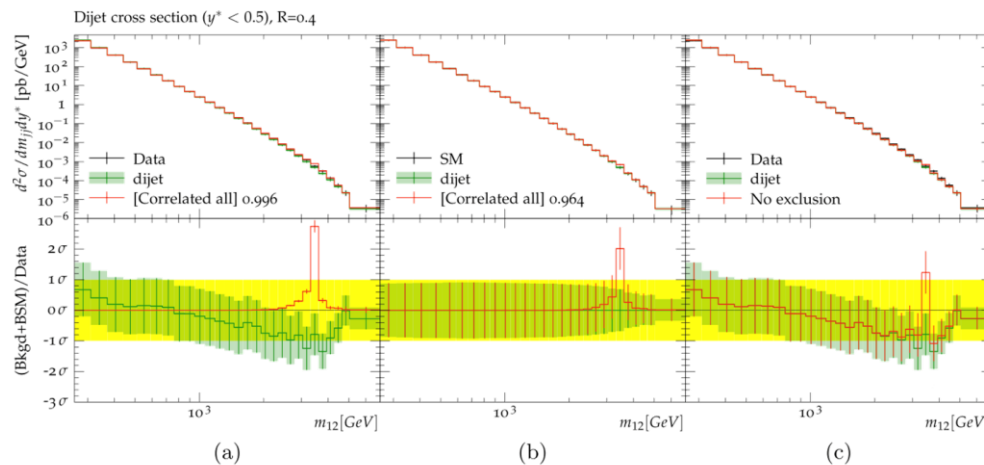 Dijet cross section (y* < 0.5), R=0.4
d²σ/dm_jj dy* [pb/GeV]
10³
10²
10¹
1
10⁻¹
10⁻²
10⁻³
10⁻⁴
10⁻⁵
10⁻⁶
Data
dijet
[Correlated all] 0.996
SM
dijet
[Correlated all] 0.964
Data
dijet
No exclusion
(Bkgd+BSM)/Data
2σ
1σ
0σ
-1σ
-2σ
-3σ
10³
m₁₂[GeV]
10³
m₁₂[GeV]
10³
m₁₂[GeV]
(a)
(b)
(c)